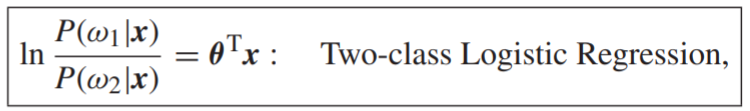 ln P(ω₁|x) / P(ω₂|x) = θᵀx :    Two-class Logistic Regression,